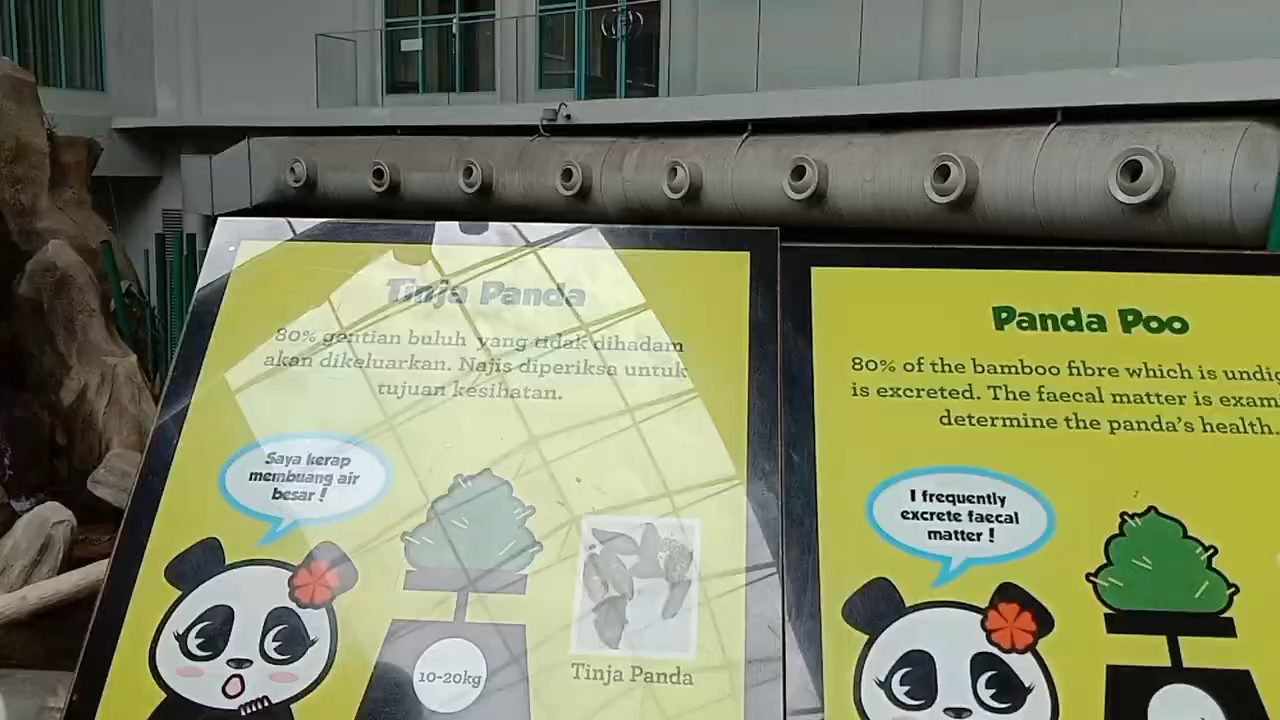 Tinja Panda
80% gentian buluh yang tidak dihadam
akan dikeluarkan. Najis diperiksa untuk
tujuan kesihatan.
Saya kerap
membuang air
besar !
10-20kg
Tinja Panda
Panda Poo
80% of the bamboo fibre which is
is excreted. The faecal matter is
determine the panda's health.
I frequently
excrete faecal
matter !